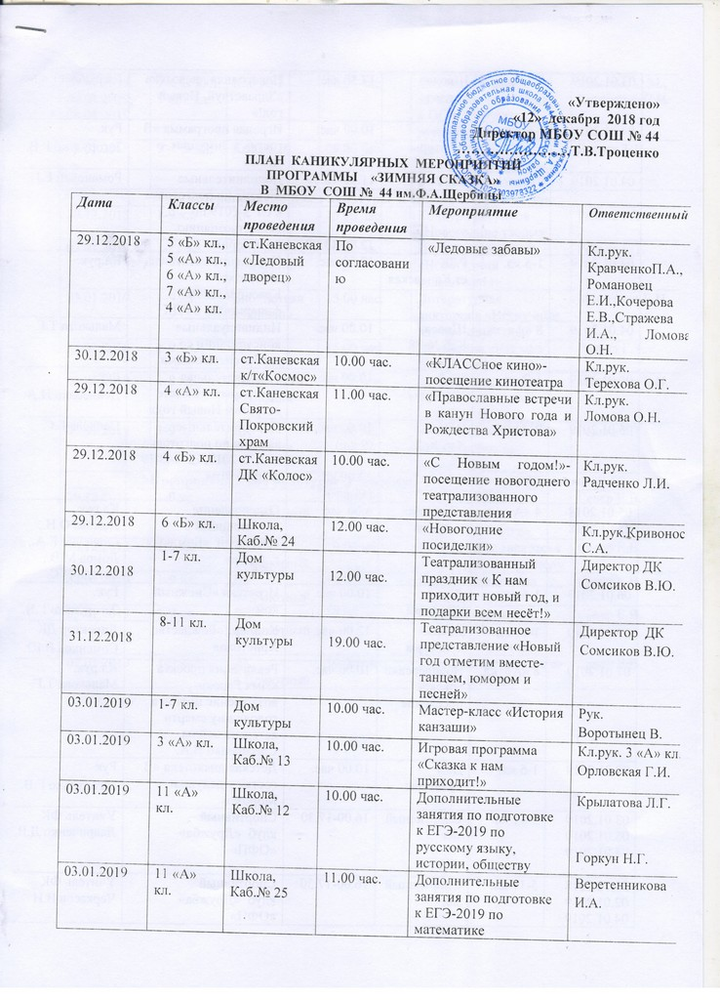 «Утверждено»
«12» декабря 2018 год
Директор МБОУ СОШ № 44
Т.В.Троценко
ПЛАН КАНИКУЛЯРНЫХ МЕРОПРИЯТИЙ
ПРОГРАММЫ «ЗИМНЯЯ СКАЗКА»
В МБОУ СОШ № 44 им.Ф.А.Щербины
Дата Классы Место проведения Время проведения Мероприятие Ответственный
29.12.2018 5 «Б» кл., ст.Каневская По «Ледовые забавы» Кл.рук.
5 «А» кл., «Ледовый согласовани КравченкоП.А.,
6 «А» кл., дворец» ю Романовец
7 «А» кл., Е.И.,Кочерова
4 «А» кл. Е.В.,Стражева
И.А., Ломова
О.Н.
30.12.2018 3 «Б» кл. ст.Каневская 10.00 час. «КЛАССное кино»- Кл.рук.
к/т«Космос» посещение кинотеатра Терехова О.Г.
29.12.2018 4 «А» кл. ст.Каневская 11.00 час. «Православные встречи Кл.рук.
Свято- в канун Нового года и Ломова О.Н.
Покровский Рождества Христова»
храм
29.12.2018 4 «Б» кл. ст.Каневская 10.00 час. «С Новым годом!»- Кл.рук.
ДК «Колос» посещение новогоднего Радченко Л.И.
театрализованного
представления
29.12.2018 6 «Б» кл. Школа, 12.00 час. «Новогодние Кл.рук.Кривонос
Каб.№ 24 посиделки» С.А.
30.12.2018 1-7 кл. Дом 12.00 час. Театрализованный Директор ДК
культуры праздник « К нам Сомсиков В.Ю.
приходит новый год, и
подарки всем несёт!»
31.12.2018 8-11 кл. Дом 19.00 час. Театрализованное Директор ДК
культуры представление «Новый Сомсиков В.Ю.
год отметим вместе-
танцем, юмором и
песней»
03.01.2019 1-7 кл. Дом 10.00 час. Мастер-класс «История Рук.
культуры канзаши» Воротынец В.
03.01.2019 3 «А» кл. Школа, 10.00 час. Игровая программа Кл.рук. 3 «А» кл.
Каб.№ 13 «Сказка к нам Орловская Г.И.
приходит!»
03.01.2019 11 «А» Школа, 10.00 час. Дополнительные Крылатова Л.Г.
кл. Каб.№ 12 занятия по подготовке
к ЕГЭ-2019 по
русскому языку, Горкун Н.Г.
истории, обществу
03.01.2019 11 «А» Школа, 11.00 час. Дополнительные Веретенникова
кл. Каб.№ 25 занятия по подготовке И.А.
к ЕГЭ-2019 по
математике